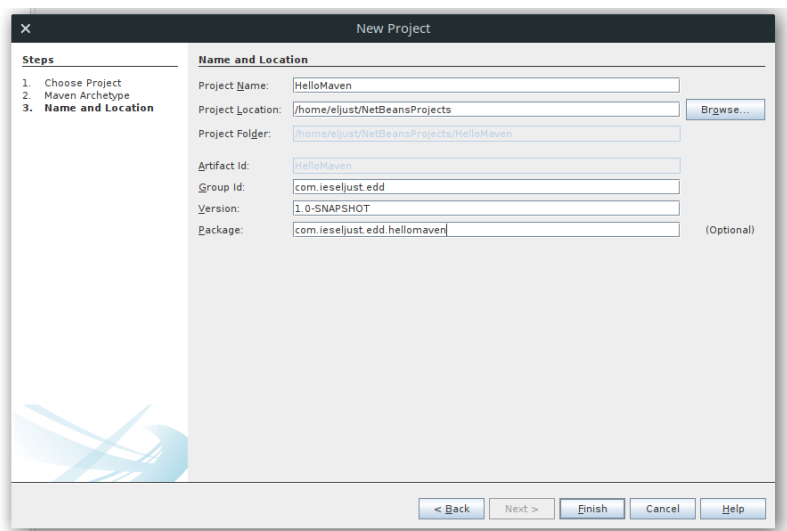 New Project
Steps
1. Choose Project
2. Maven Archetype
3. Name and Location
Name and Location
Project Name: HelloMaven
Project Location: /home/eljust/NetBeansProjects Browse...
Project Folder: /home/eljust/NetBeansProjects/HelloMaven
Artifact Id: HelloMaven
Group Id: com.ieseljust.edd
Version: 1.0-SNAPSHOT
Package: com.ieseljust.edd.hellomaven (Optional)
< Back Next > Finish Cancel Help